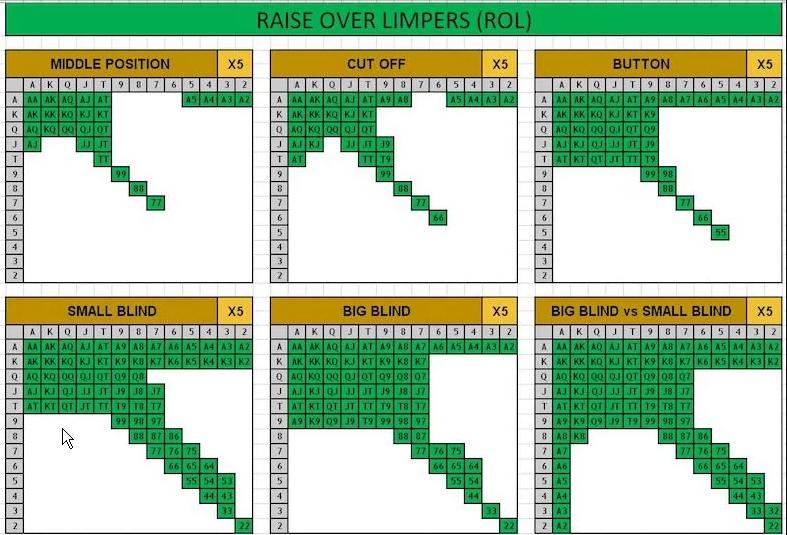 RAISE OVER LIMPERS (ROL)
MIDDLE POSITION X5
A K Q J T 9 8 7 6 5 4 3 2
A AA AK AQ AJ AT A5 A4 A3 A2
K AK KK KQ KJ KT
Q AQ KQ QQ QJ QT
J AJ JJ JT
T TT
9 99
8 88
7 77
6
5
4
3
2
CUT OFF X5
A K Q J T 9 8 7 6 5 4 3 2
A AA AK AQ AJ AT A9 A8 A5 A4 A3 A2
K AK KK KQ KJ KT
Q AQ KQ QQ QJ QT
J AJ KJ JJ JT J9
T AT TT T9
9 99
8 88
7 77
6 66
5
4
3
2
BUTTON X5
A K Q J T 9 8 7 6 5 4 3 2
A AA AK AQ AJ AT A9 A8 A7 A6 A5 A4 A3 A2
K AK KK KQ KJ KT K9
Q AQ KQ QQ QJ QT Q9
J AJ KJ QJ JJ JT J9
T AT KT QT JT TT T9
9 99 98
8 88
7 77
6 66
5 55
4
3
2
SMALL BLIND X5
A K Q J T 9 8 7 6 5 4 3 2
A AA AK AQ AJ AT A9 A8 A7 A6 A5 A4 A3 A2
K AK KK KQ KJ KT K9 K8 K7 K6 K5 K4 K3 K2
Q AQ KQ QQ QJ QT Q9 Q8
J AJ KJ QJ JJ JT J9 J8 J7
T AT KT QT JT TT T9 T8 T7
9 99 98 97
8 88 87 86
7 77 76 75
6 66 65 64
5 55 54 53
4 44 43
3 33
2 22
BIG BLIND X5
A K Q J T 9 8 7 6 5 4 3 2
A AA AK AQ AJ AT A9 A8 A7 A6 A5 A4 A3 A2
K AK KK KQ KJ KT K9 K8 K7
Q AQ KQ QQ QJ QT Q9 Q8 Q7
J AJ KJ QJ JJ JT J9 J8 J7
T AT KT QT JT TT T9 T8 T7
9 A9 K9 Q9 J9 T9 99 98 97
8 88 87
7 77 76 75
6 66 65 64
5 55 54
4 44
3 33
2 22
BIG BLIND vs SMALL BLIND X5
A K Q J T 9 8 7 6 5 4 3 2
A AA AK AQ AJ AT A9 A8 A7 A6 A5 A4 A3 A2
K AK KK KQ KJ KT K9 K8 K7 K6 K5 K4 K3 K2
Q AQ KQ QQ QJ QT Q9 Q8 Q7
J AJ KJ QJ JJ JT J9 J8 J7
T AT KT QT JT TT T9 T8 T7
9 A9 K9 Q9 J9 T9 99 98 97
8 A8 K8 88 87 86
7 A7 77 76 75
6 A6 66 65 64
5 A5 55 54 53
4 A4 44 43
3 A3 33 32
2 A2 22